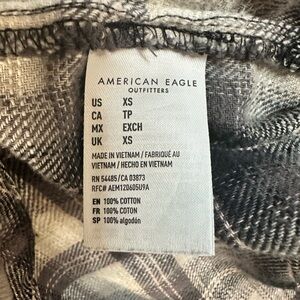 AMERICAN EAGLE
OUTFITTERS
US XS
CA TP
MX EXCH
UK XS
MADE IN VIETNAM / FABRIQUÉ AU
VIETNAM / HECHO EN VIETNAM
RN 54485/CA 03873
RFC# AEM120605U9A
EN 100% COTTON
FR 100% COTON
SP 100% algodón